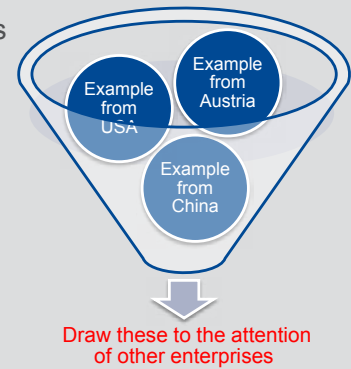 s
Example
from
USA
Example
from
Austria
Example
from
China
Draw these to the attention
of other enterprises